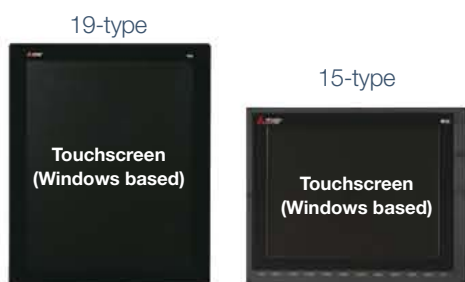 19-type
Touchscreen
(Windows based)
15-type
Touchscreen
(Windows based)